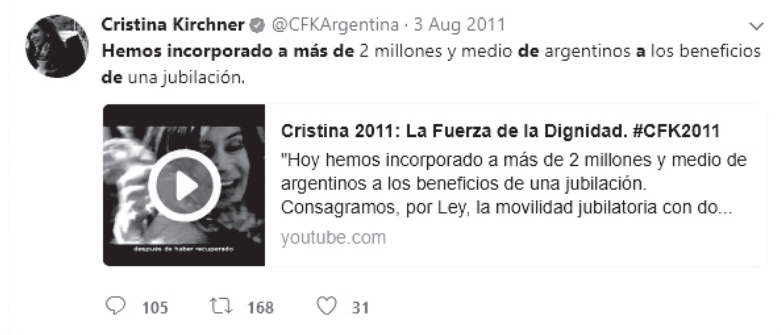 Cristina Kirchner @CFKArgentina · 3 Aug 2011
Hemos incorporado a más de 2 millones y medio de argentinos a los beneficios
de una jubilación.
Cristina 2011: La Fuerza de la Dignidad. #CFK2011
"Hoy hemos incorporado a más de 2 millones y medio de
argentinos a los beneficios de una jubilación.
Consagramos, por Ley, la movilidad jubilatoria con do...
youtube.com
después de haber recuperado
105 168 31